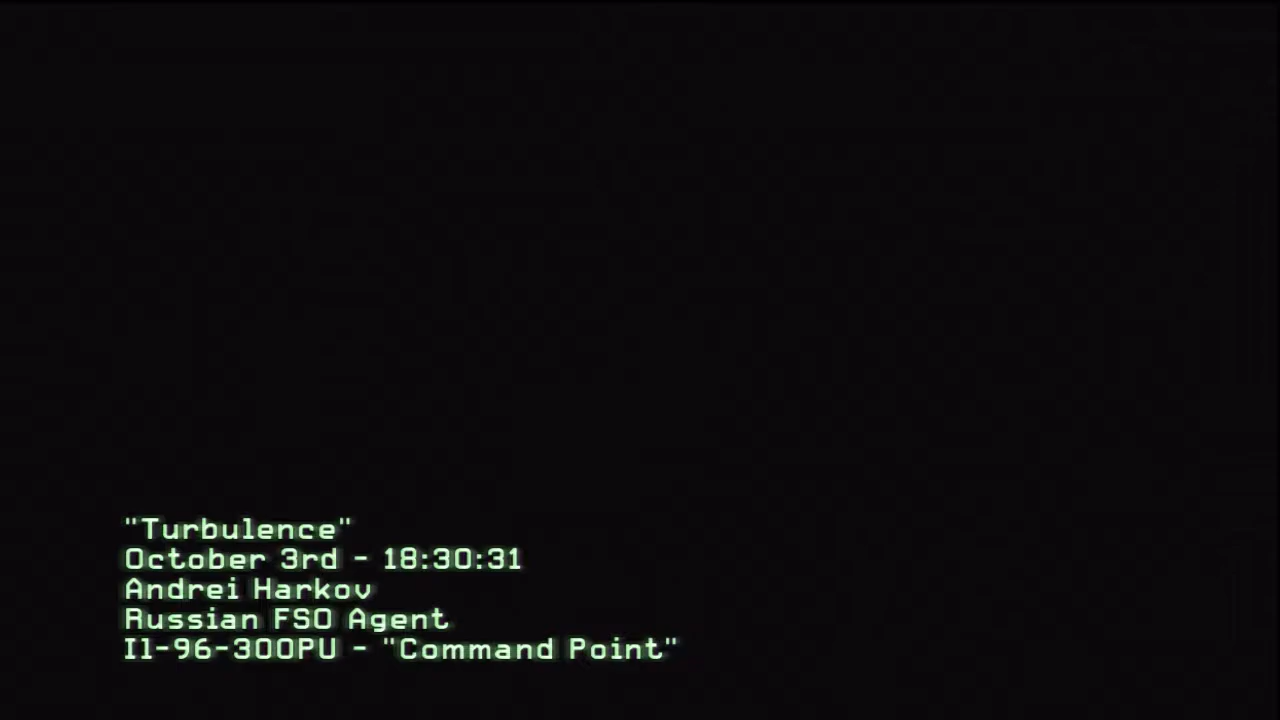 "Turbulence"
October 3rd - 18:30:31
Andrei Harkov
Russian FSO Agent
Il-96-300PU - "Command Point"